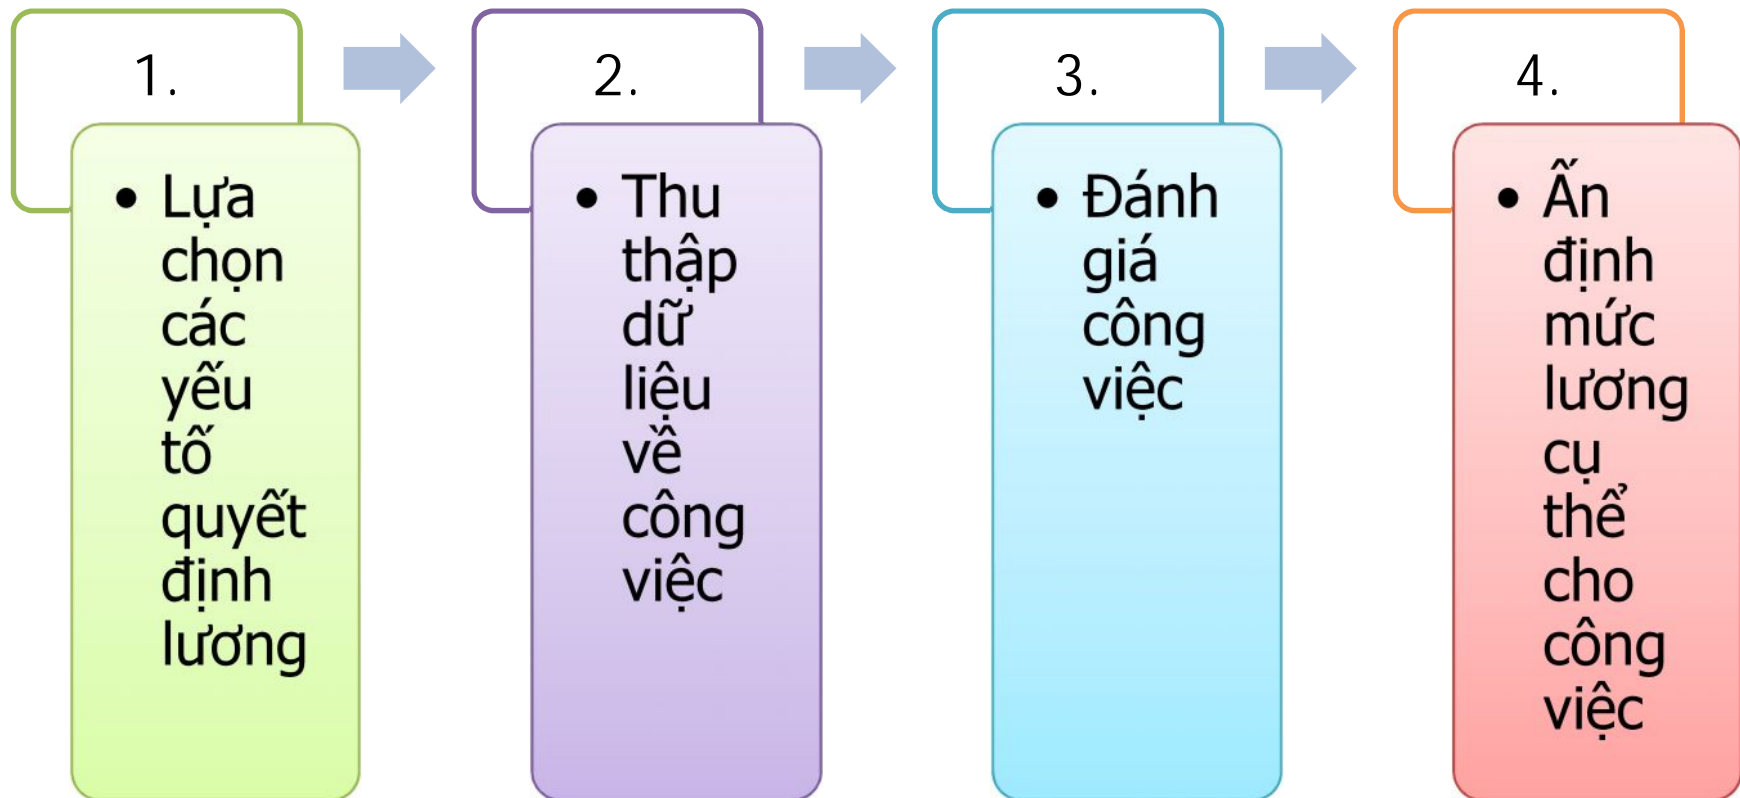 1.
• Lựa
chọn
các
yếu
tố
quyết
định
lương
2.
• Thu
thập
dữ
liệu
về
công
việc
3.
• Đánh
giá
công
việc
4.
• Ấn
định
mức
lương
cụ
thể
cho
công
việc